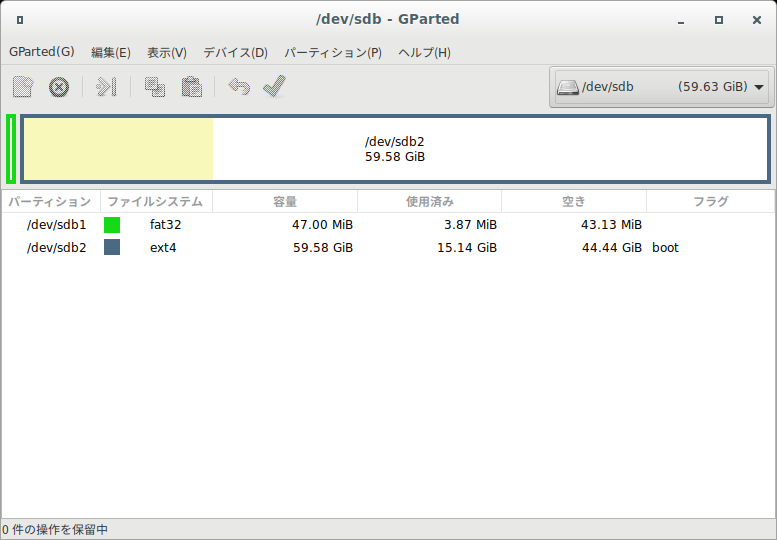 /dev/sdb - GParted
GParted(G) 編集(E) 表示(V) デバイス(D) パーティション(P) ヘルプ(H)
/dev/sdb (59.63 GiB)
/dev/sdb2
59.58 GiB
パーティション ファイルシステム 容量 使用済み 空き フラグ
/dev/sdb1 fat32 47.00 MiB 3.87 MiB 43.13 MiB
/dev/sdb2 ext4 59.58 GiB 15.14 GiB 44.44 GiB boot
0 件の操作を保留中